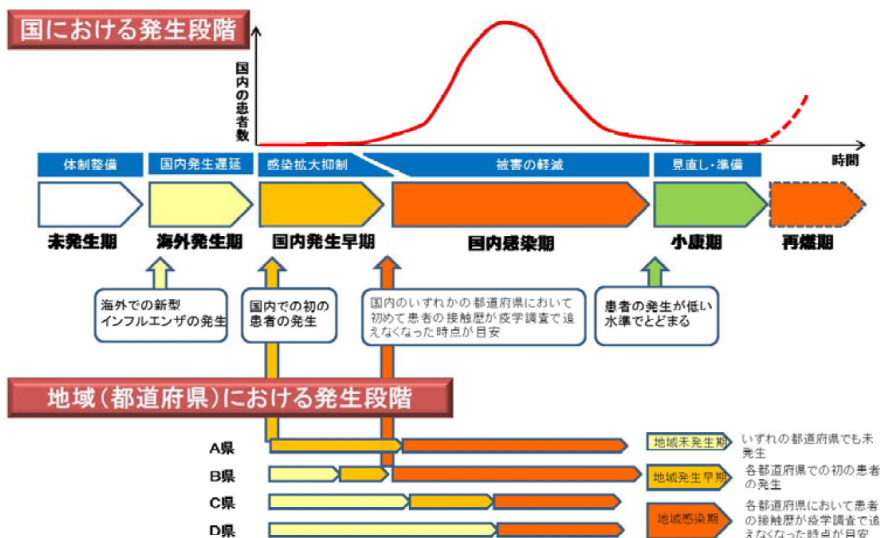 国における発生段階
国内の患者数
時間
体制整備
国内発生遅延
感染拡大抑制
被害の軽減
見直し・準備
未発生期
海外発生期
国内発生早期
国内感染期
小康期
再燃期
海外での新型
インフルエンザの発生
国内での初の
患者の発生
国内のいずれかの都道府県において
初めて患者の接触歴が疫学調査で追
えなくなった時点が目安
患者の発生が低い
水準でとどまる
地域(都道府県)における発生段階
A県
B県
C県
D県
地域未発生期
いずれの都道府県でも未
発生
地域発生早期
各都道府県での初の患者
の発生
地域感染期
各都道府県において患者
の接触歴が疫学調査で追
えなくなった時点が目安